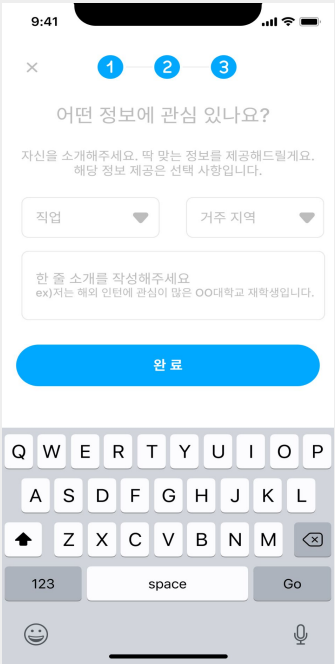 9:41
1 2 3
어떤 정보에 관심 있나요?
자신을 소개해주세요. 딱 맞는 정보를 제공해드릴게요.
해당 정보 제공은 선택 사항입니다.
직업
거주 지역
한 줄 소개를 작성해주세요
ex)저는 해외 인턴에 관심이 많은 OO대학교 재학생입니다.
완 료
Q W E R T Y U I O P
A S D F G H J K L
Z X C V B N M
123 space Go